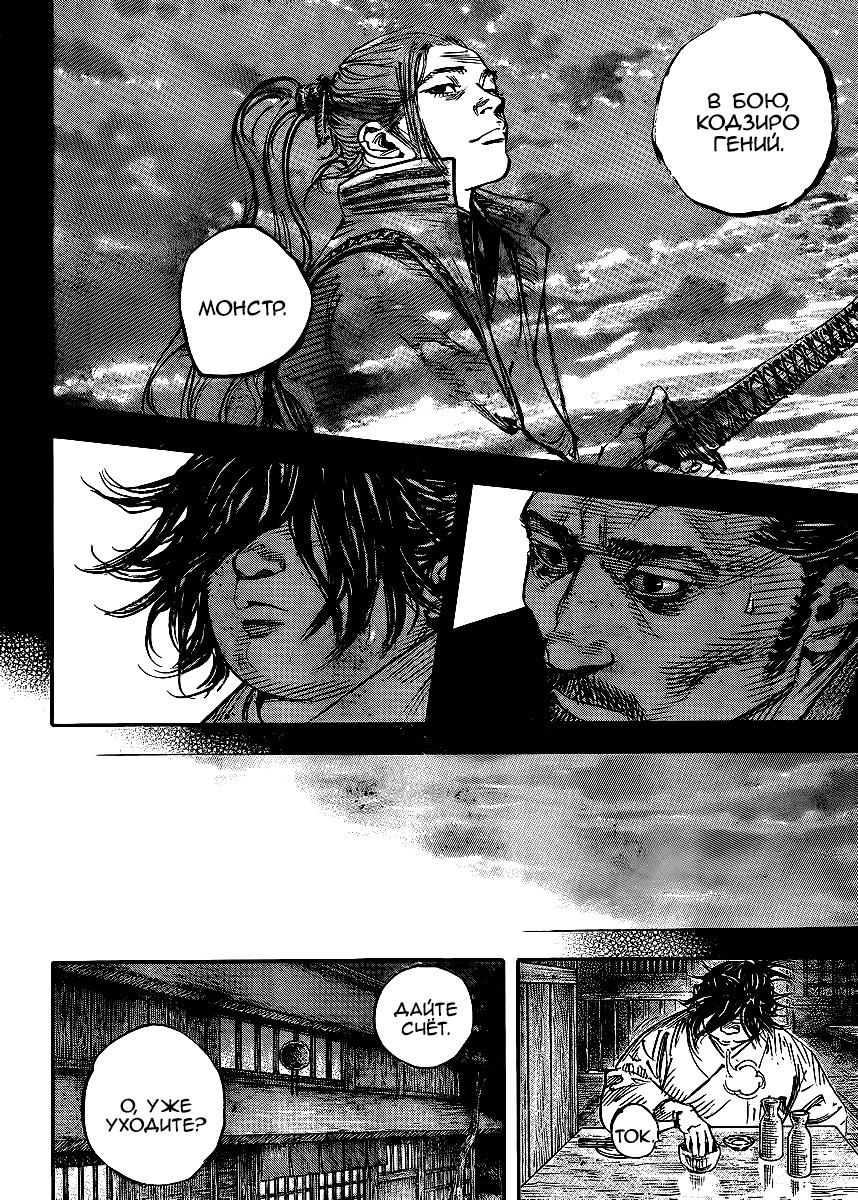 В БОЮ,
КОДЗИРО
ГЕНИЙ.
МОНСТР.
ТОК.
ДАЙТЕ
СЧЁТ.
О, УЖЕ
УХОДИТЕ?